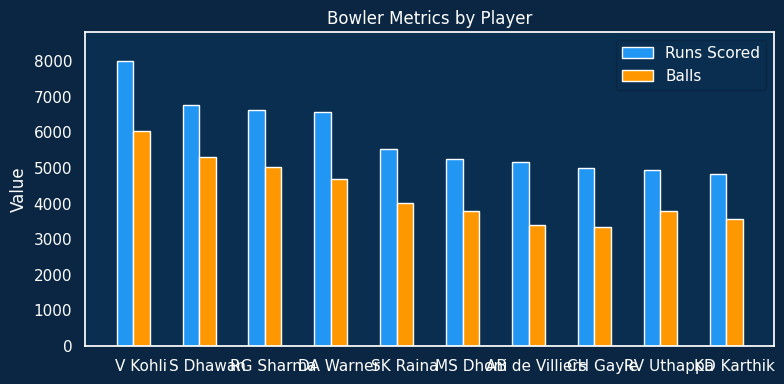 Bowler Metrics by Player
Runs Scored
Balls
Value
8000
7000
6000
5000
4000
3000
2000
1000
0
V Kohli S Dhawan RG Sharma DA Warner SK Raina MS Dhoni AB de Villiers CH Gayle RV Uthappa KD Karthik